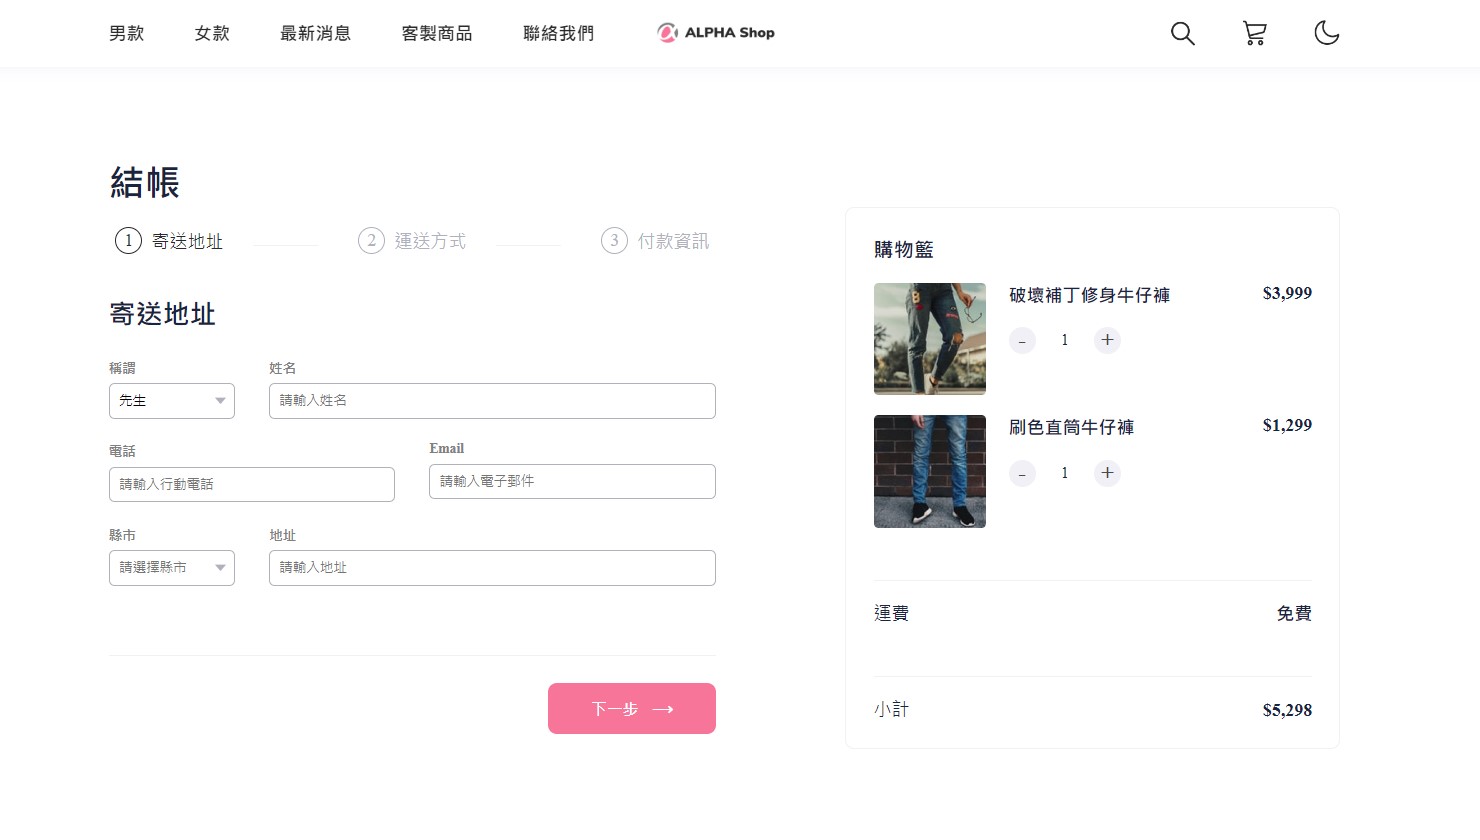 男款 女款 最新消息 客製商品 聯絡我們 ALPHA Shop
結帳
1 寄送地址 2 運送方式 3 付款資訊
寄送地址
稱謂 姓名
先生 請輸入姓名
電話 Email
請輸入行動電話 請輸入電子郵件
縣市 地址
請選擇縣市 請輸入地址
下一步 →
購物籃
破壞補丁修身牛仔褲 $3,999
- 1 +
刷色直筒牛仔褲 $1,299
- 1 +
運費 免費
小計 $5,298